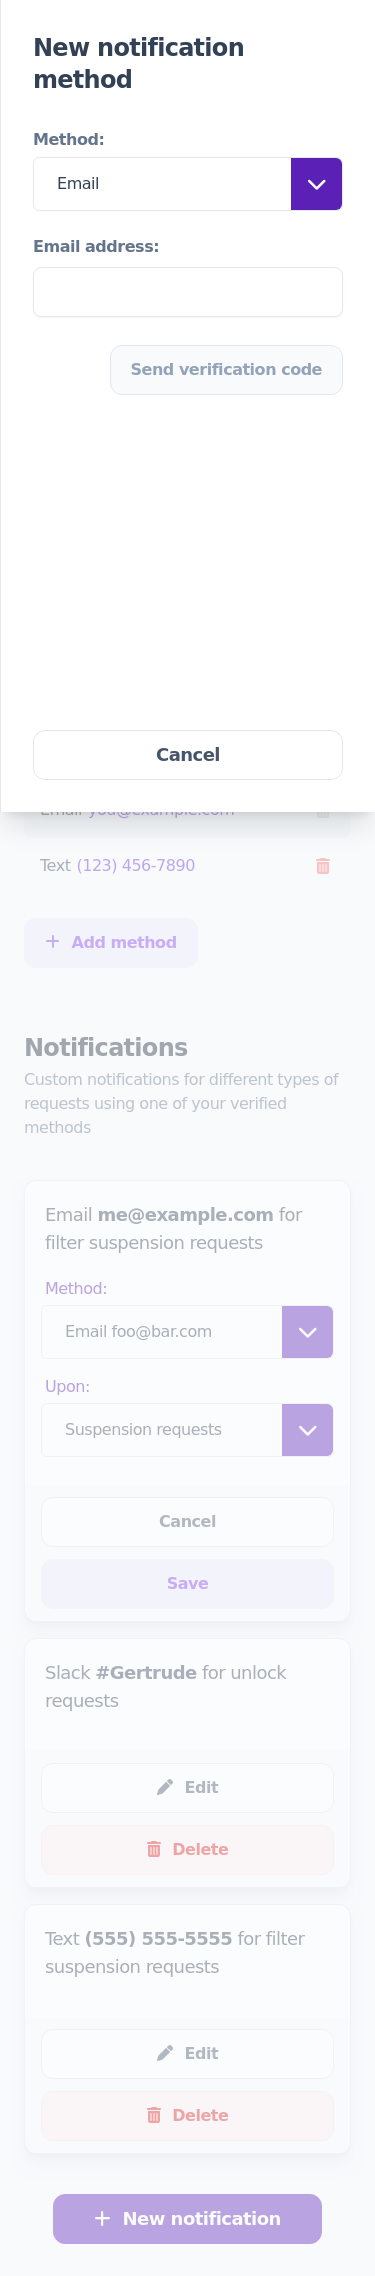 New notification
method
Method:
Email
Email address:
Send verification code
Cancel
Email you@example.com
Text (123) 456-7890
Add method
Notifications
Custom notifications for different types of
requests using one of your verified
methods
Email me@example.com for
filter suspension requests
Method:
Email foo@bar.com
Upon:
Suspension requests
Cancel
Save
Slack #Gertrude for unlock
requests
Edit
Delete
Text (555) 555-5555 for filter
suspension requests
Edit
Delete
New notification